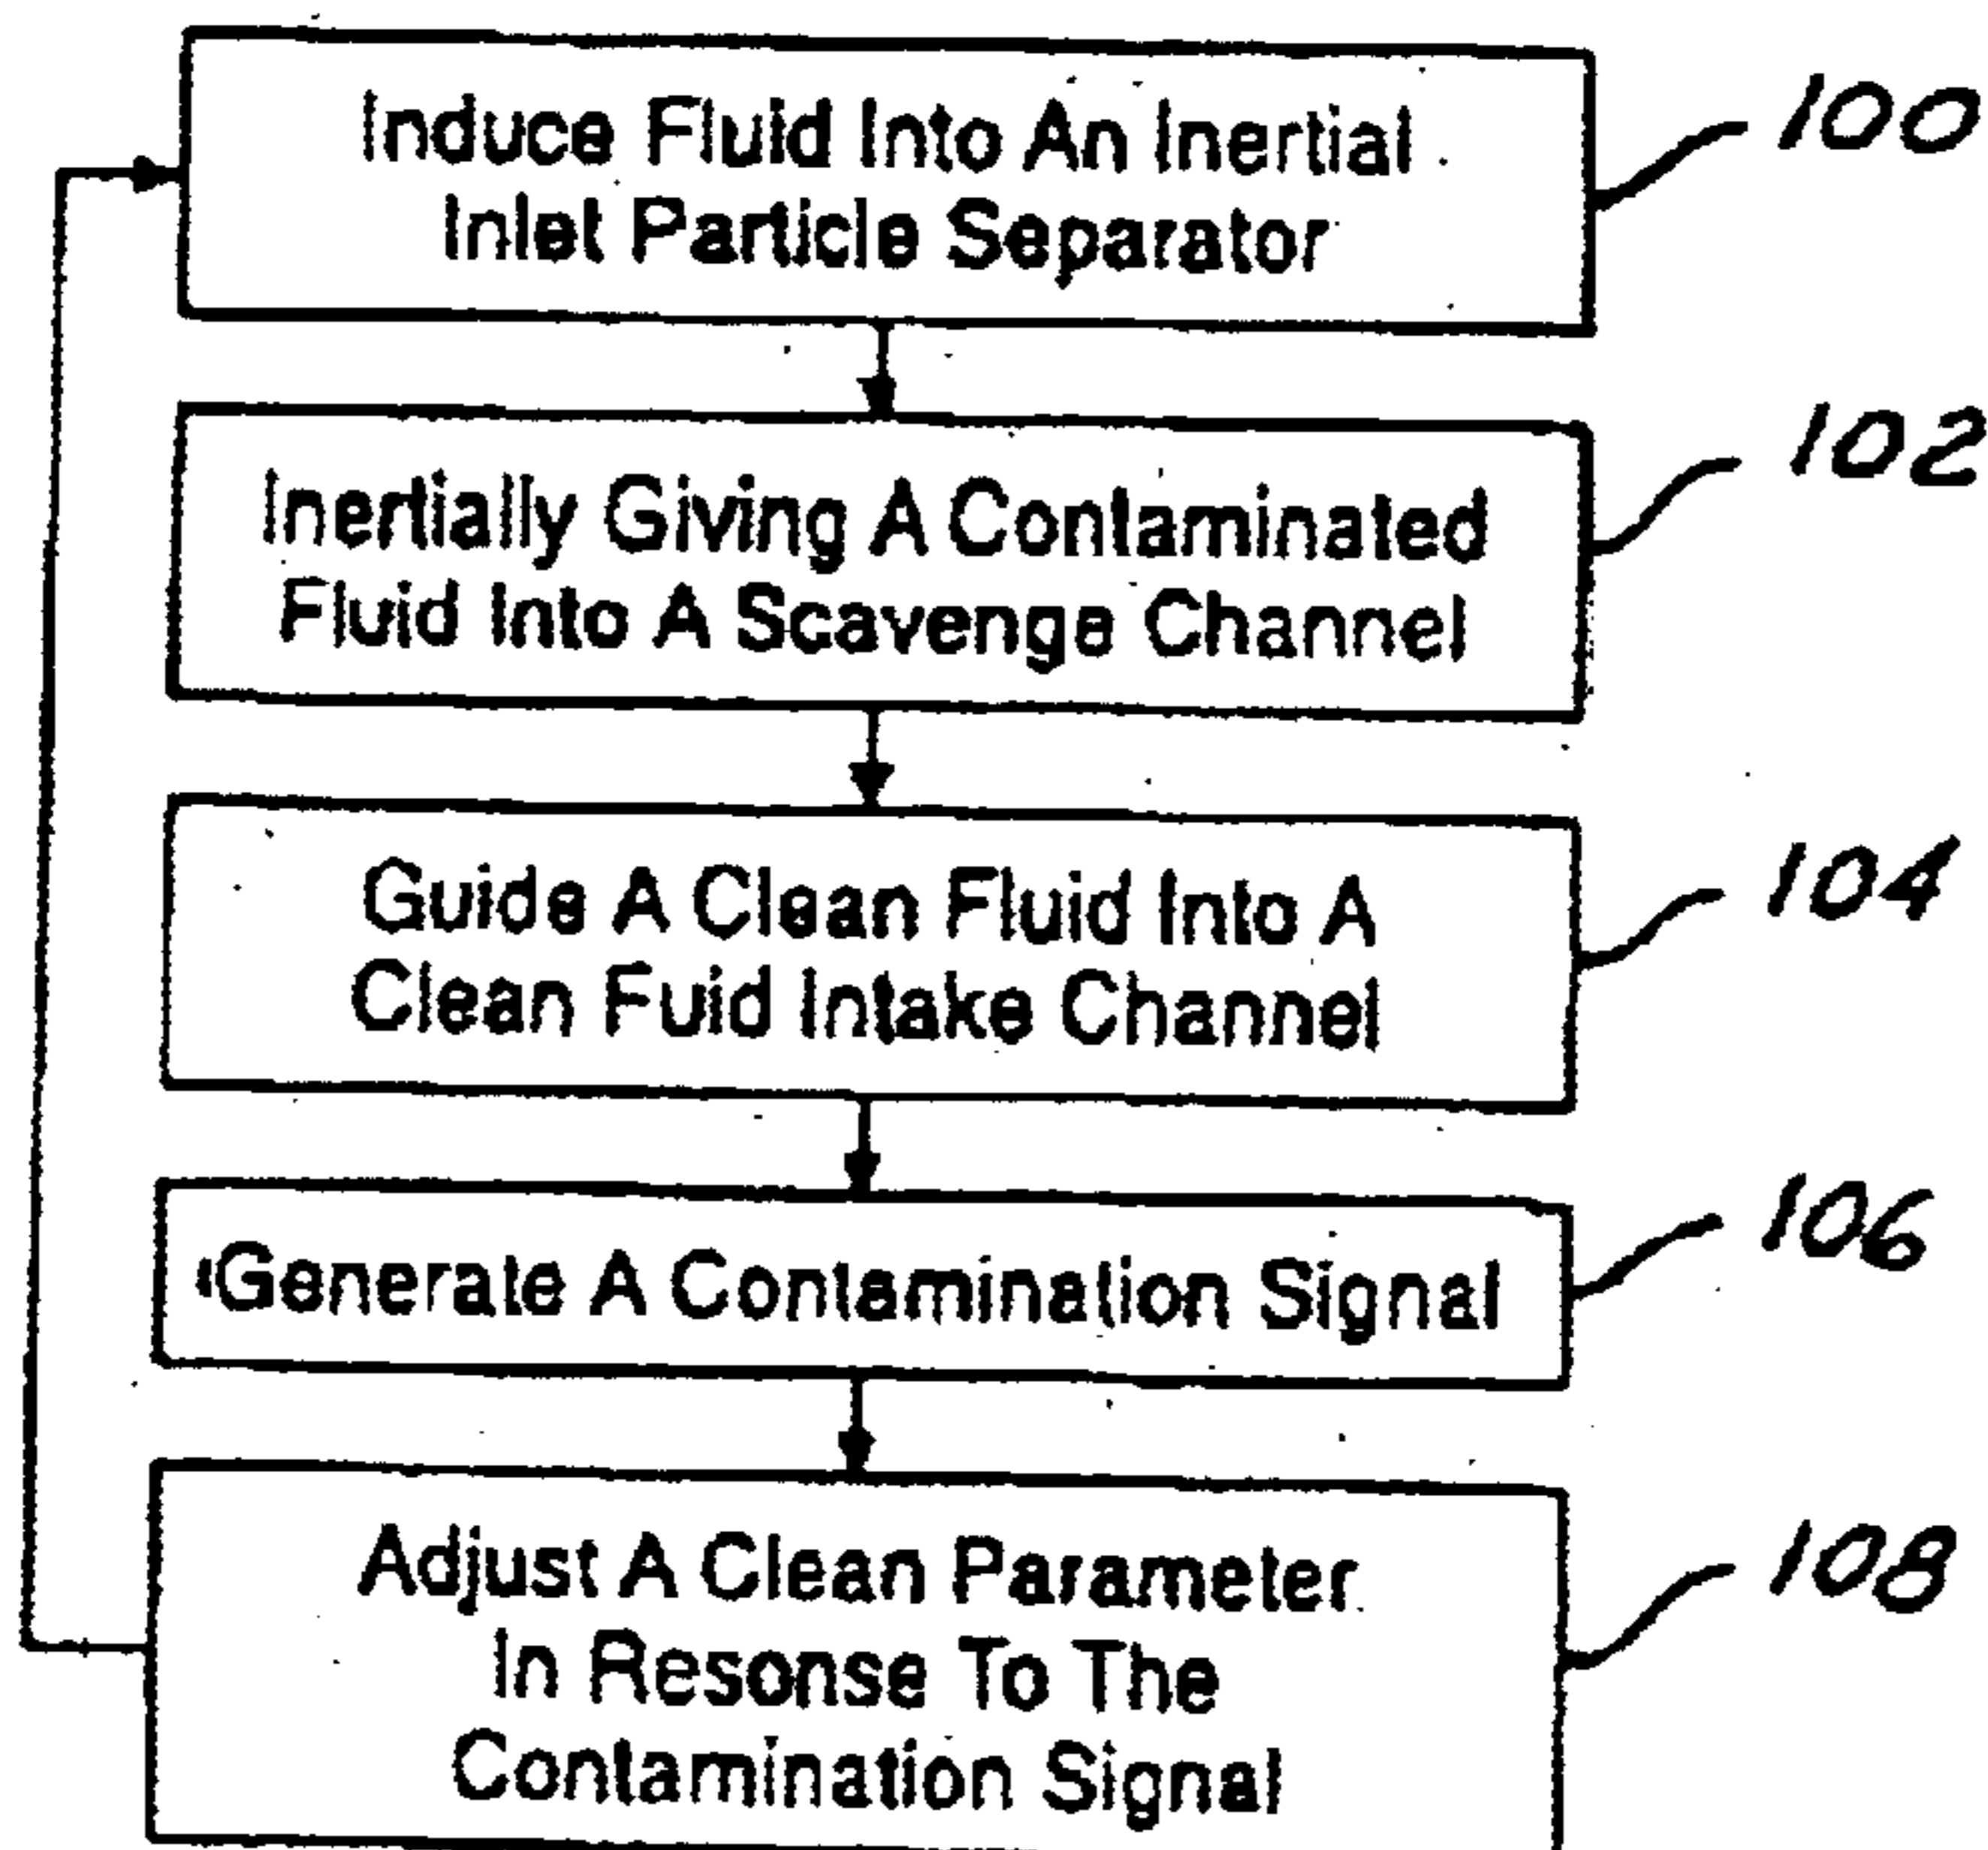 Induce Fluid Into An Inertial
Inlet Particle Separator
100
Inertially Giving A Contaminated
Fluid Into A Scavenge Channel
102
Guide A Clean Fluid Into A
Clean Fuid Intake Channel
104
Generate A Contamination Signal
106
Adjust A Clean Parameter
In Resonse To The
Contamination Signal
108